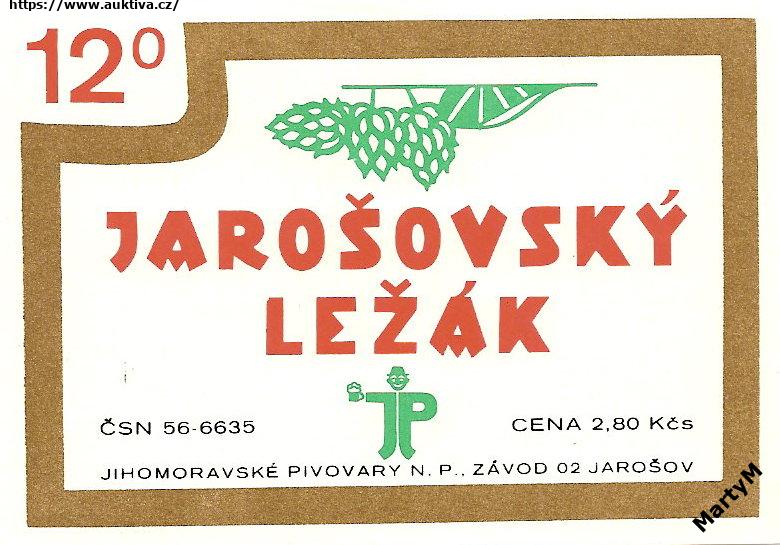 https://www.auktiva.cz/
12°
JAROŠOVSKÝ
LEŽÁK
JP
ČSN 56-6635
CENA 2,80 Kčs
JIHOMORAVSKÉ PIVOVARY N. P., ZÁVOD 02 JAROŠOV
MartyM